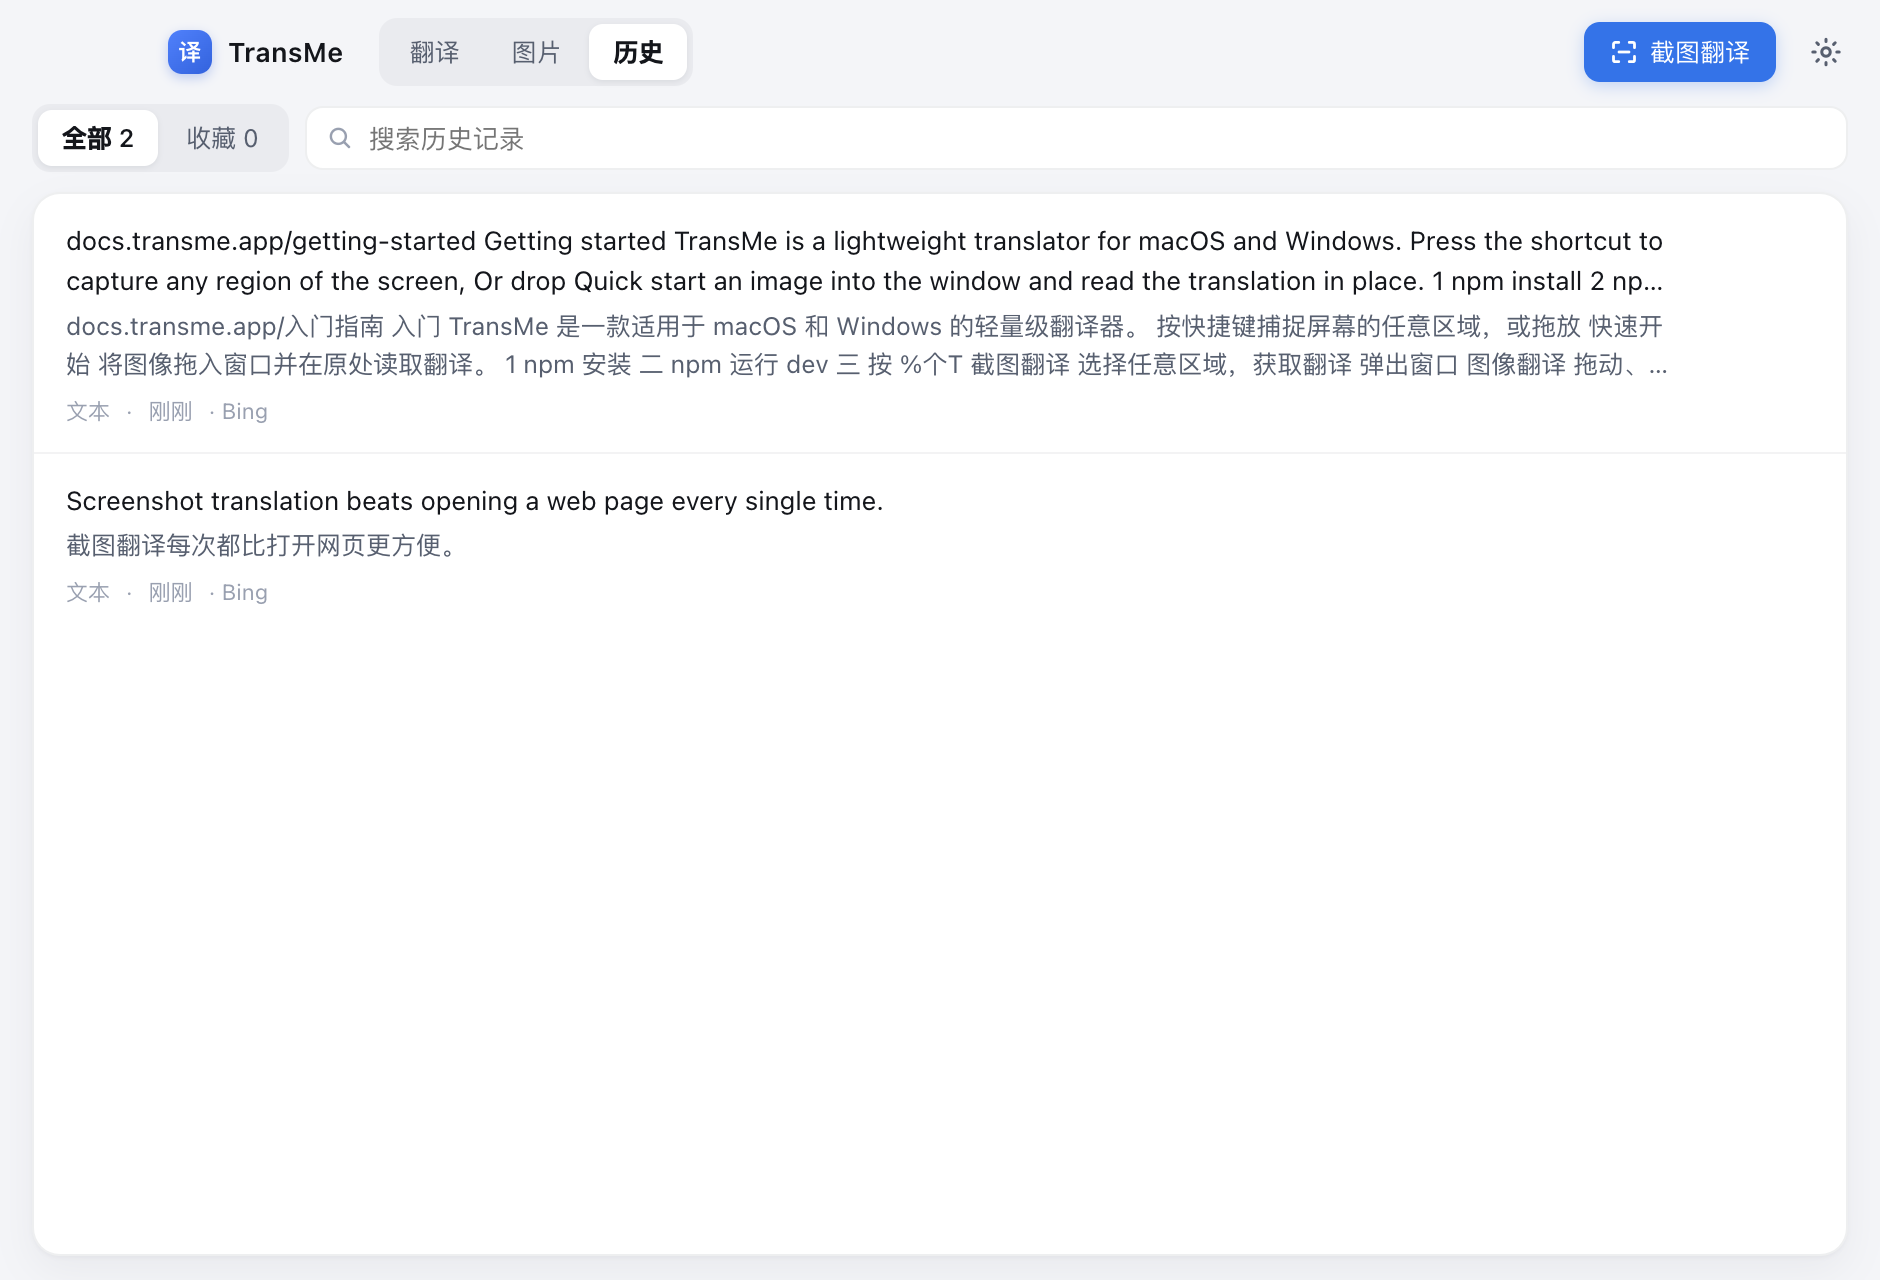 译 TransMe 翻译 图片 历史 截图翻译
全部 2 收藏 0 搜索历史记录
docs.transme.app/getting-started Getting started TransMe is a lightweight translator for macOS and Windows. Press the shortcut to
capture any region of the screen, Or drop Quick start an image into the window and read the translation in place. 1 npm install 2 np...
docs.transme.app/入门指南 入门 TransMe 是一款适用于 macOS 和 Windows 的轻量级翻译器。 按快捷键捕捉屏幕的任意区域，或拖放 快速开
始 将图像拖入窗口并在原处读取翻译。 1 npm 安装 二 npm 运行 dev 三 按 %个T 截图翻译 选择任意区域，获取翻译 弹出窗口 图像翻译 拖动、...
文本 · 刚刚 · Bing
Screenshot translation beats opening a web page every single time.
截图翻译每次都比打开网页更方便。
文本 · 刚刚 · Bing